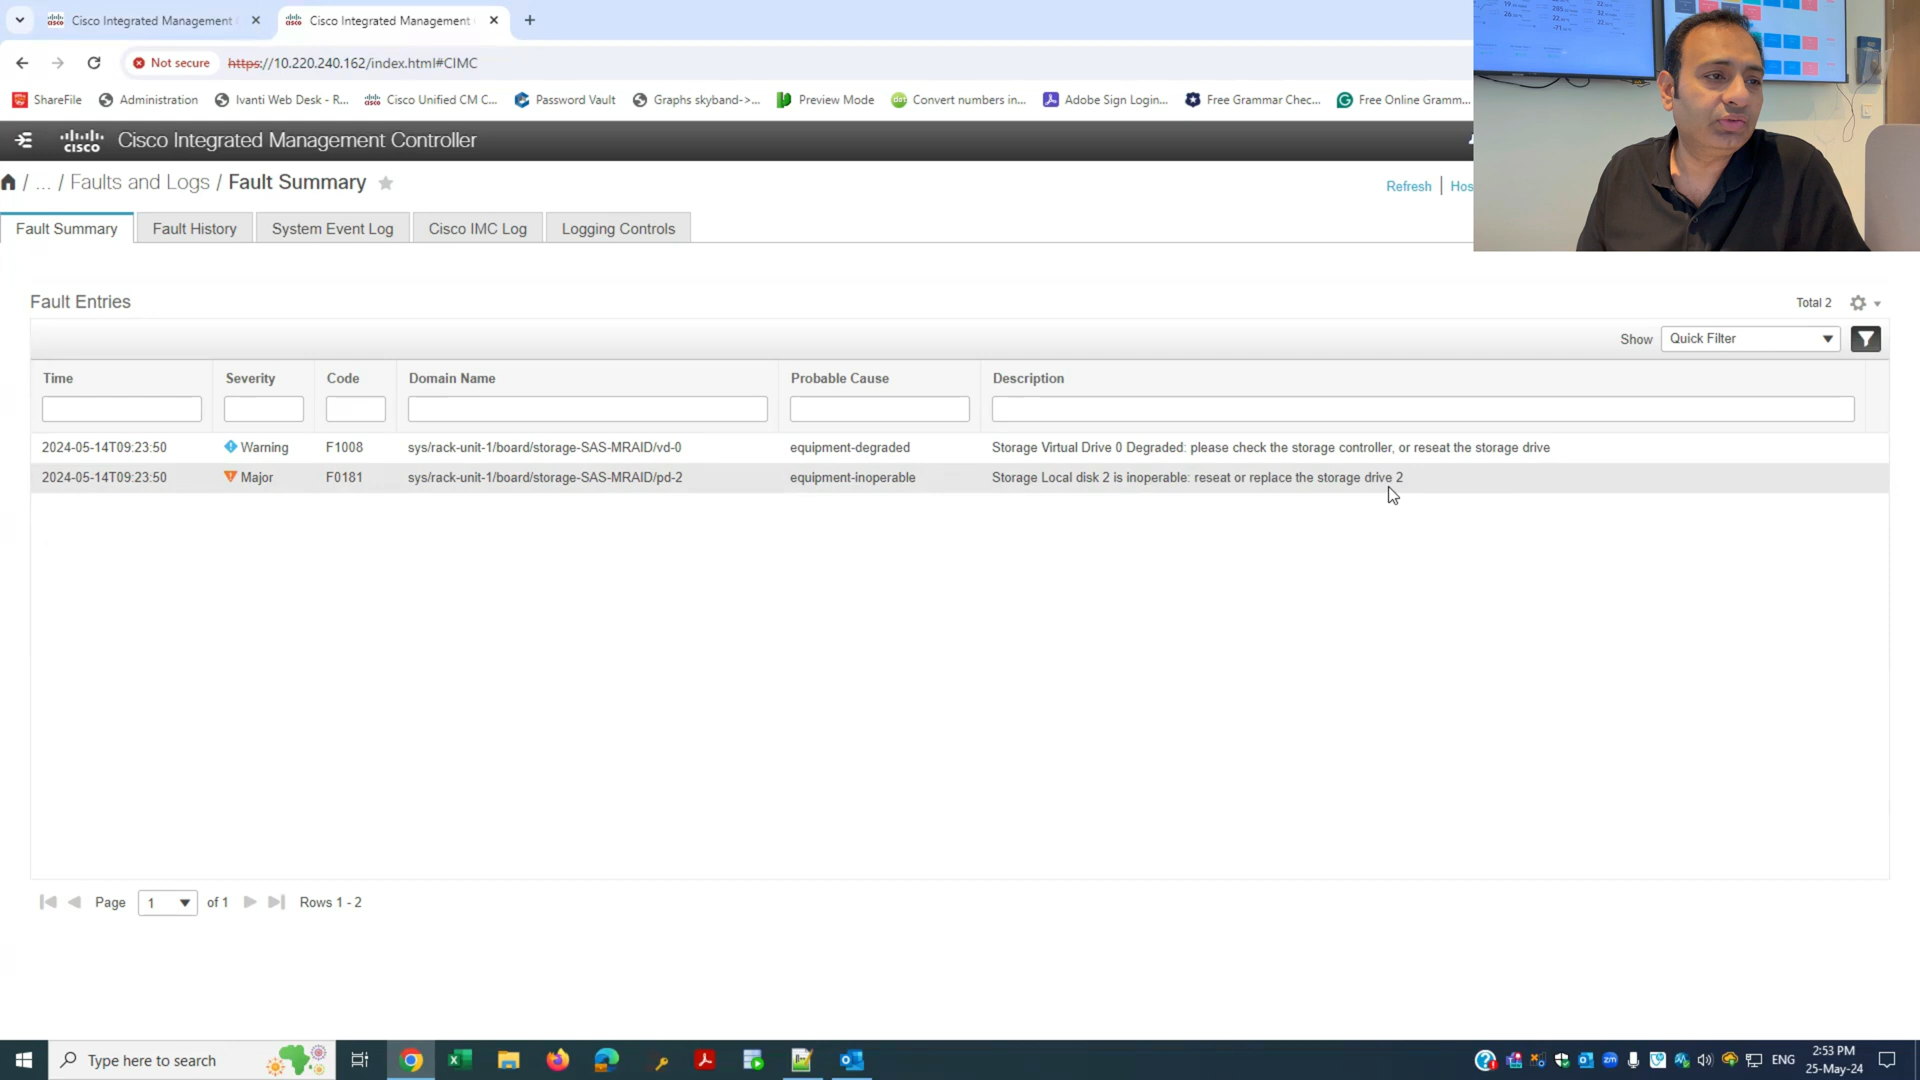 Cisco Integrated Management
Cisco Integrated Management
Not secure
https://10.220.240.162/index.html#CIMC
ShareFile
Administration
Ivanti Web Desk - R...
Cisco Unified CM C...
Password Vault
Graphs skyband->...
Preview Mode
Convert numbers in...
Adobe Sign Login...
Free Grammar Chec...
Free Online Gramm...
CISCO Cisco Integrated Management Controller
/ ... / Faults and Logs / Fault Summary
Refresh | Hos
Fault Summary
Fault History
System Event Log
Cisco IMC Log
Logging Controls
Fault Entries
Total 2
Show Quick Filter
Time Severity Code Domain Name Probable Cause Description
2024-05-14T09:23:50 Warning F1008 sys/rack-unit-1/board/storage-SAS-MRAID/vd-0 equipment-degraded Storage Virtual Drive 0 Degraded: please check the storage controller, or reseat the storage drive
2024-05-14T09:23:50 Major F0181 sys/rack-unit-1/board/storage-SAS-MRAID/pd-2 equipment-inoperable Storage Local disk 2 is inoperable: reseat or replace the storage drive 2
Page 1 of 1 Rows 1 - 2
Type here to search
ENG
2:53 PM
25-May-24